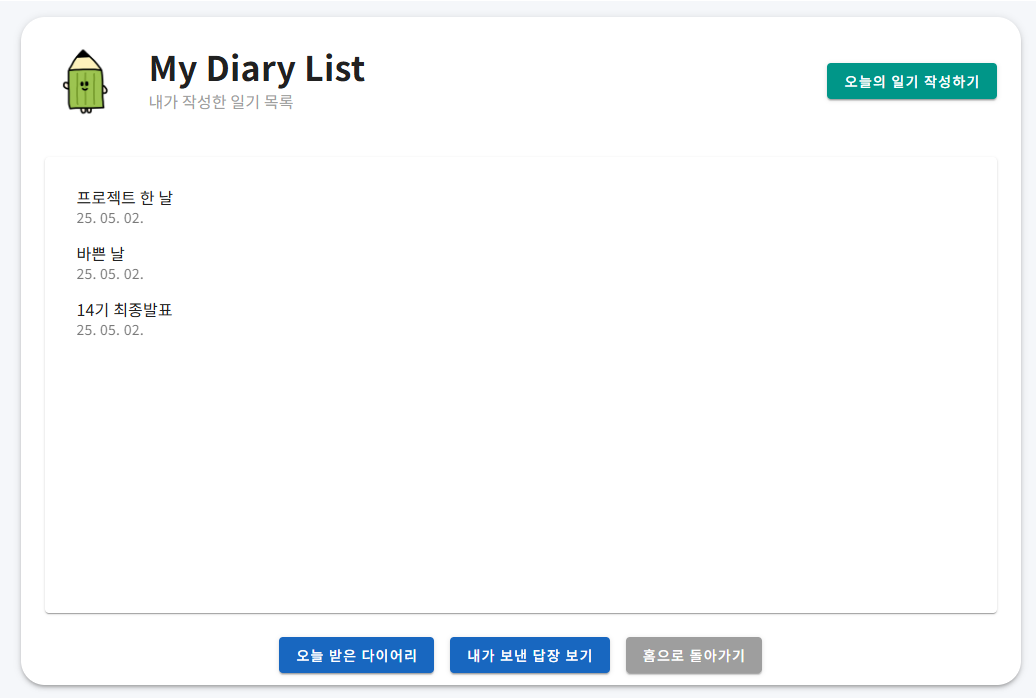 My Diary List
내가 작성한 일기 목록
오늘의 일기 작성하기
프로젝트 한 날
25. 05. 02.
바쁜 날
25. 05. 02.
14기 최종발표
25. 05. 02.
오늘 받은 다이어리
내가 보낸 답장 보기
홈으로 돌아가기